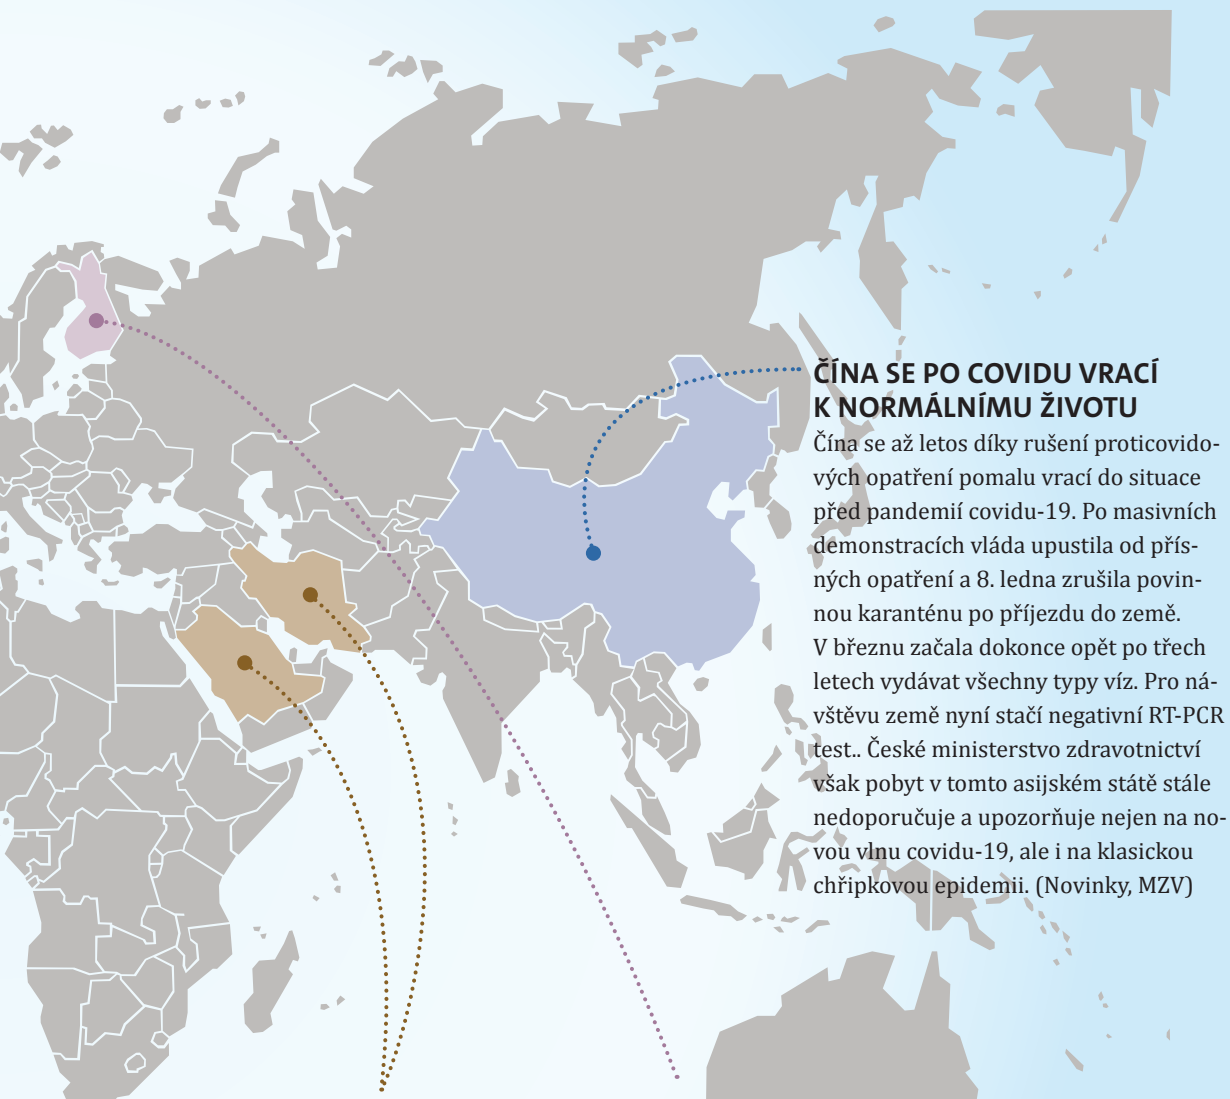 ČÍNA SE PO COVIDU VRACÍ
K NORMÁLNÍMU ŽIVOTU
Čína se až letos díky rušení proticovido-
vých opatření pomalu vrací do situace
před pandemií covidu-19. Po masivních
demonstracích vláda upustila od přís-
ných opatření a 8. ledna zrušila povin-
nou karanténu po příjezdu do země.
V březnu začala dokonce opět po třech
letech vydávat všechny typy víz. Pro ná-
vštěvu země nyní stačí negativní RT-PCR
test.. České ministerstvo zdravotnictví
však pobyt v tomto asijském státě stále
nedoporučuje a upozorňuje nejen na no-
vou vlnu covidu-19, ale i na klasickou
chřipkovou epidemii. (Novinky, MZV)